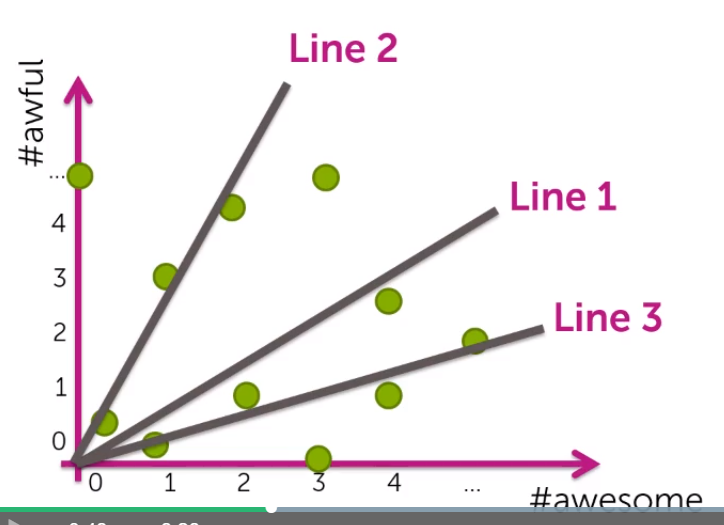 Line 2
#awful
...
4
Line 1
3
2
Line 3
1
0
0 1 2 3 4 ...
#awesome